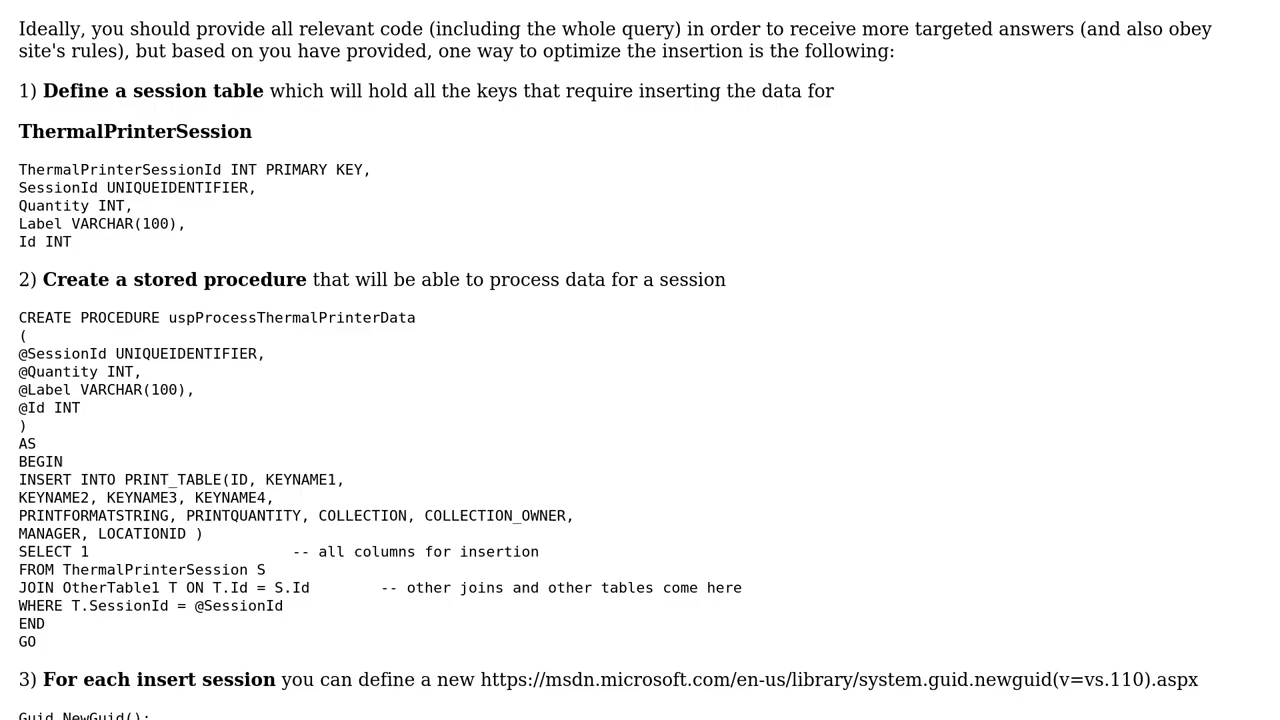 Ideally, you should provide all relevant code (including the whole query) in order to receive more targeted answers (and also obey
site's rules), but based on you have provided, one way to optimize the insertion is the following:
1) Define a session table which will hold all the keys that require inserting the data for
ThermalPrinterSession
ThermalPrinterSessionId INT PRIMARY KEY,
SessionId UNIQUEIDENTIFIER,
Quantity INT,
Label VARCHAR(100),
Id INT
2) Create a stored procedure that will be able to process data for a session
CREATE PROCEDURE uspProcessThermalPrinterData
(
@SessionId UNIQUEIDENTIFIER,
@Quantity INT,
@Label VARCHAR(100),
@Id INT
)
AS
BEGIN
INSERT INTO PRINT_TABLE(ID, KEYNAME1,
KEYNAME2, KEYNAME3, KEYNAME4,
PRINTFORMATSTRING, PRINTQUANTITY, COLLECTION, COLLECTION_OWNER,
MANAGER, LOCATIONID )
SELECT 1                       -- all columns for insertion
FROM ThermalPrinterSession S
JOIN OtherTable1 T ON T.Id = S.Id        -- other joins and other tables come here
WHERE T.SessionId = @SessionId
END
GO
3) For each insert session you can define a new https://msdn.microsoft.com/en-us/library/system.guid.newguid(v=vs.110).aspx
Guid.NewGuid();